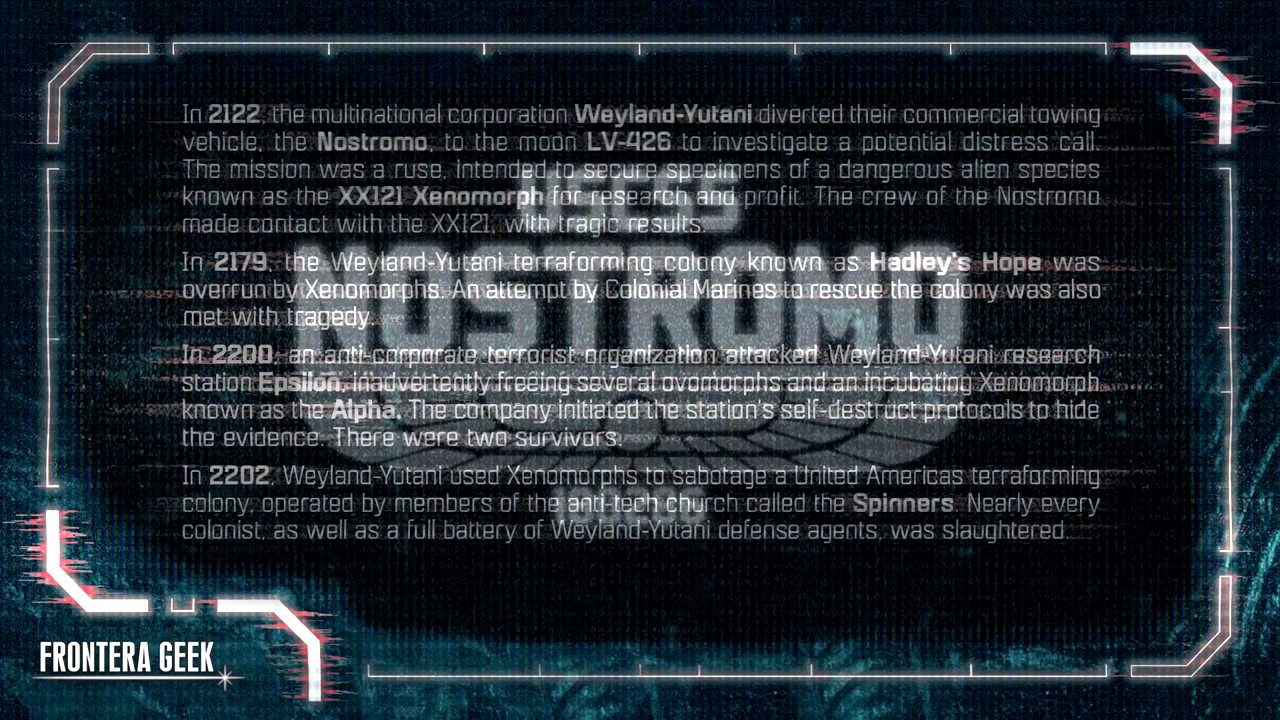 In 2122, the multinational corporation Weyland-Yutani diverted their commercial towing
vehicle, the Nostromo, to the moon LV-426 to investigate a potential distress call.
The mission was a ruse, intended to secure specimens of a dangerous alien species
known as the XX121 Xenomorph for research and profit. The crew of the Nostromo
made contact with the XX121, with tragic results.
In 2179, the Weyland-Yutani terraforming colony known as Hadley's Hope was
overrun by Xenomorphs. An attempt by Colonial Marines to rescue the colony was also
met with tragedy.
In 2200, an anti-corporate terrorist organization attacked Weyland-Yutani research
station Epsilon, inadvertently freeing several ovomorphs and an incubating Xenomorph
known as the Alpha. The company initiated the station's self-destruct protocols to hide
the evidence. There were two survivors.
In 2202, Weyland-Yutani used Xenomorphs to sabotage a United Americas terraforming
colony, operated by members of the anti-tech church called the Spinners. Nearly every
colonist, as well as a full battery of Weyland-Yutani defense agents, was slaughtered.
NOSTROMO
FRONTERA GEEK